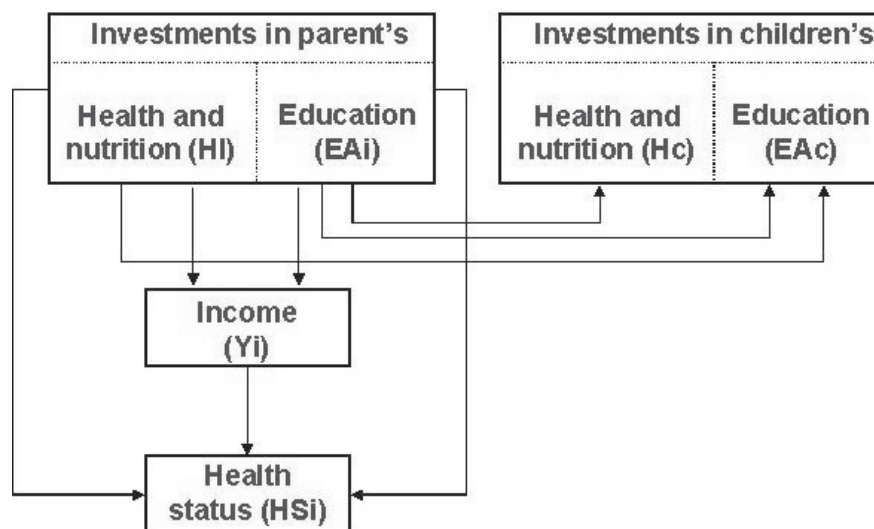 Investments in parent's
Health and
nutrition (HI)
Education
(EAi)
Investments in children's
Health and
nutrition (Hc)
Education
(EAc)
Income
(Yi)
Health
status (HSi)